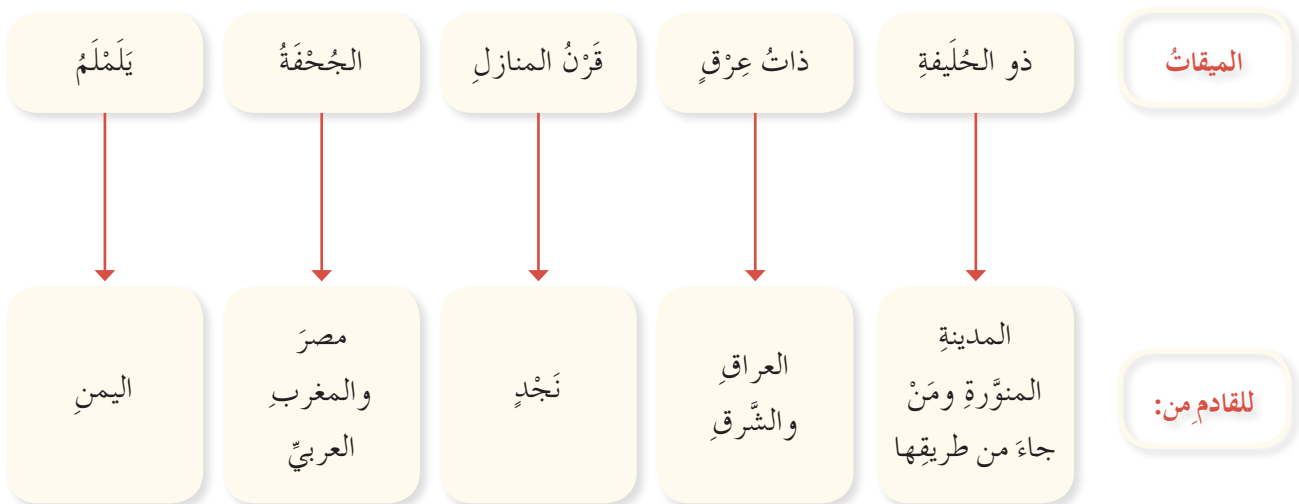 الميقاتُ
ذو الحُلَيفةِ
ذاتُ عِرْقٍ
قَرْنُ المنازلِ
الجُحْفَةُ
يَلَمْلَمُ
للقادمِ من:
المدينةِ
المنوَّرةِ ومَنْ
جاءَ من طريقِها
العراقِ
والشَّرقِ
نَجْدٍ
مصرَ
والمغربِ
العربيِّ
اليمنِ